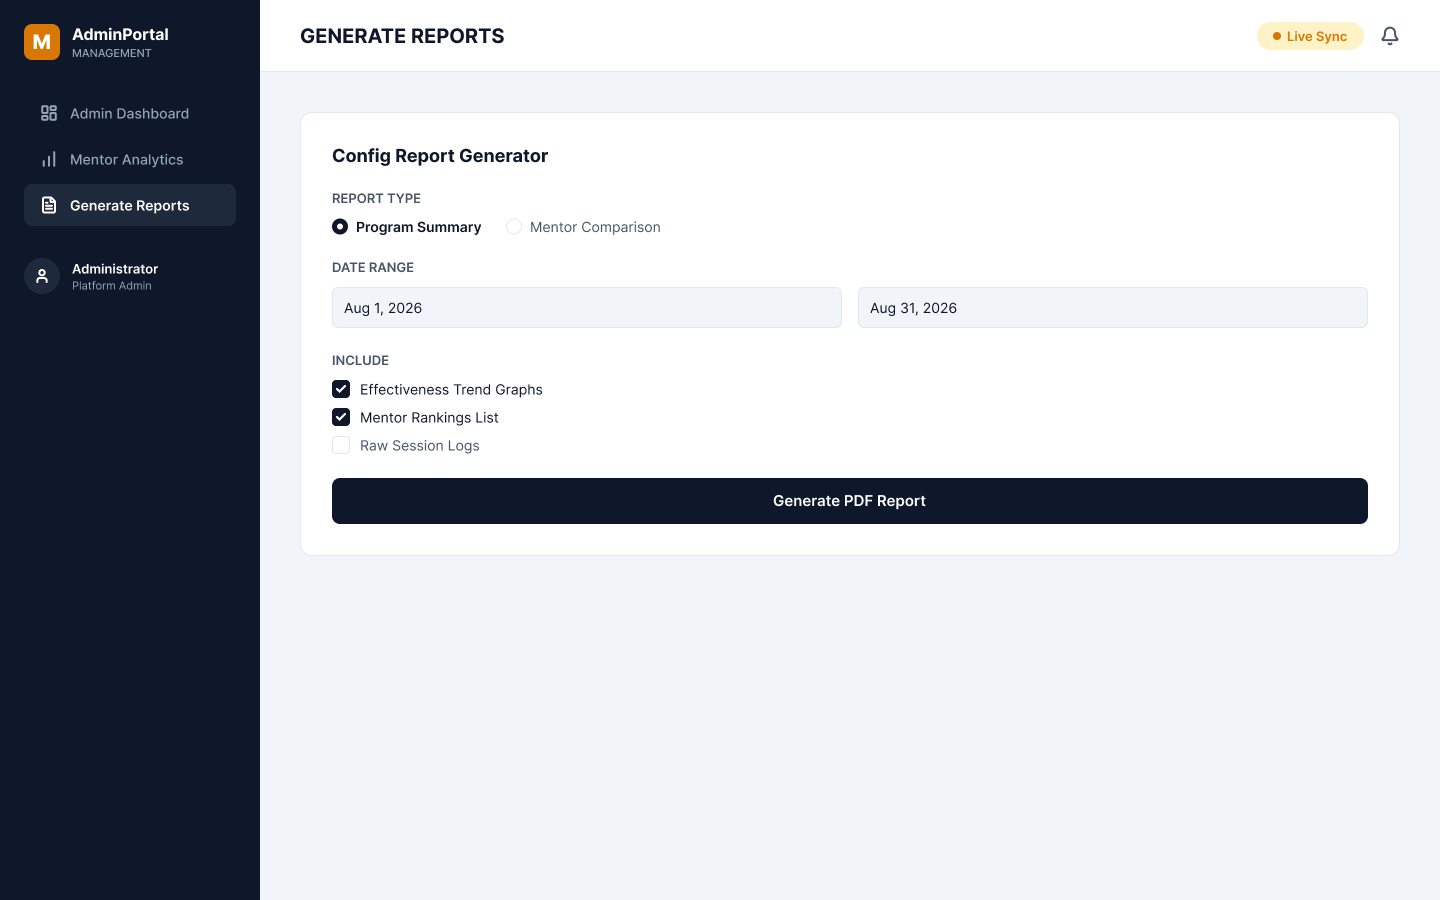 M
AdminPortal
MANAGEMENT
Admin Dashboard
Mentor Analytics
Generate Reports
Administrator
Platform Admin
GENERATE REPORTS
Live Sync
Config Report Generator
REPORT TYPE
Program Summary
Mentor Comparison
DATE RANGE
Aug 1, 2026
Aug 31, 2026
INCLUDE
Effectiveness Trend Graphs
Mentor Rankings List
Raw Session Logs
Generate PDF Report